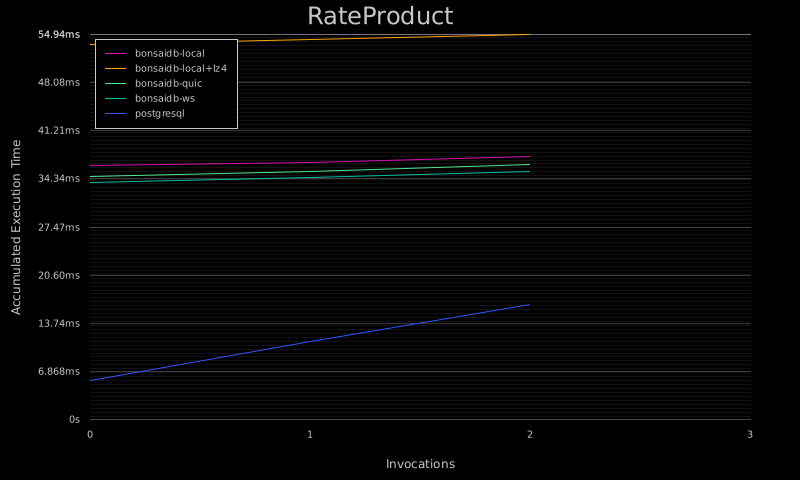 RateProduct
54.94ms
bonsaidb-local
bonsaidb-local+lz4
bonsaidb-quic
bonsaidb-ws
postgresql
48.08ms
41.21ms
34.34ms
27.47ms
20.60ms
13.74ms
6.868ms
0s
Accumulated Execution Time
0 1 2 3
Invocations